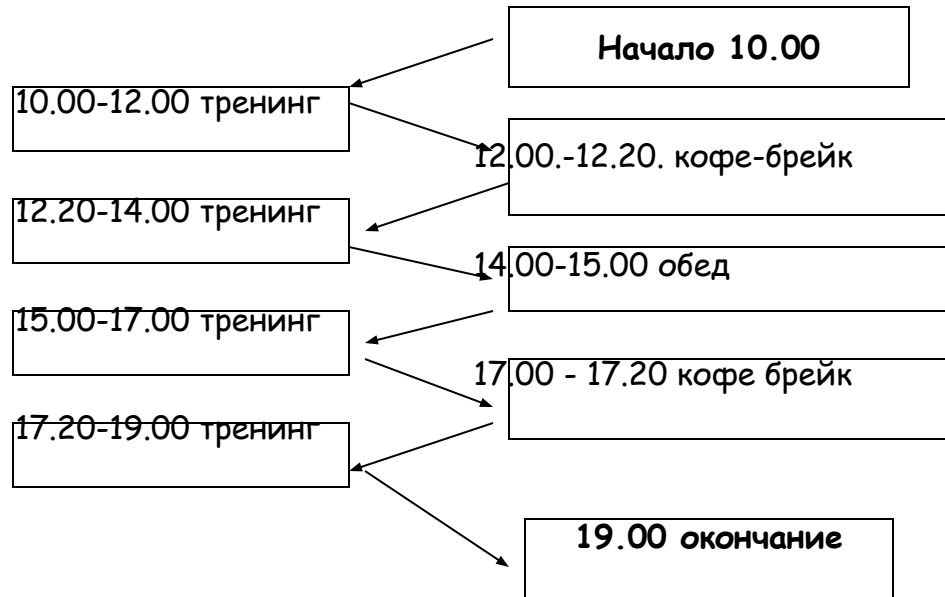 Начало 10.00
10.00-12.00 тренинг
12.00.-12.20. кофе-брейк
12.20-14.00 тренинг
14.00-15.00 обед
15.00-17.00 тренинг
17.00 - 17.20 кофе брейк
17.20-19.00 тренинг
19.00 окончание